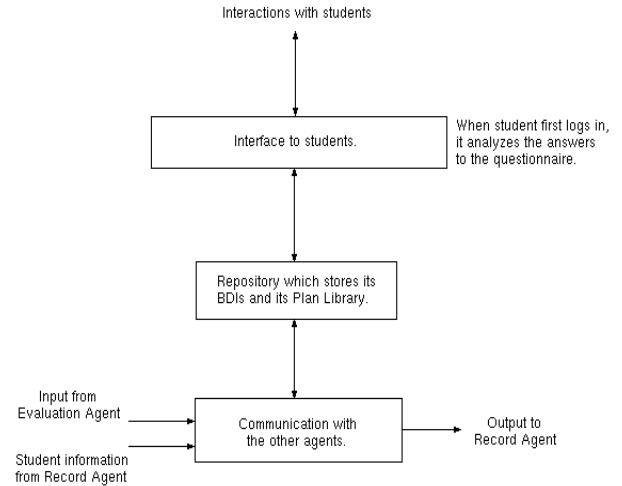 Interactions with students
Interface to students.
When student first logs in,
it analyzes the answers
to the questionnaire.
Repository which stores its
BDIs and its Plan Library.
Input from
Evaluation Agent
Communication with
the other agents.
Output to
Record Agent
Student information
from Record Agent